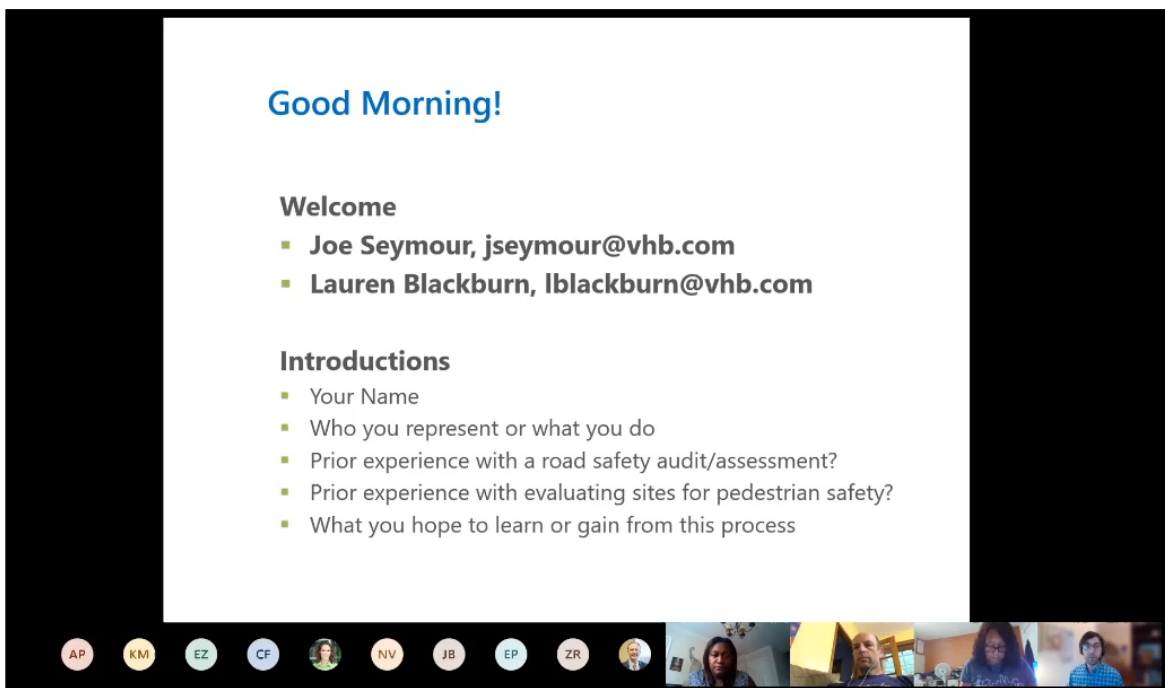 Good Morning!
Welcome
▪ Joe Seymour, jseymour@vhb.com
▪ Lauren Blackburn, lblackburn@vhb.com
Introductions
▪ Your Name
▪ Who you represent or what you do
▪ Prior experience with a road safety audit/assessment?
▪ Prior experience with evaluating sites for pedestrian safety?
▪ What you hope to learn or gain from this process
AP KM EZ CF NV JB EP ZR